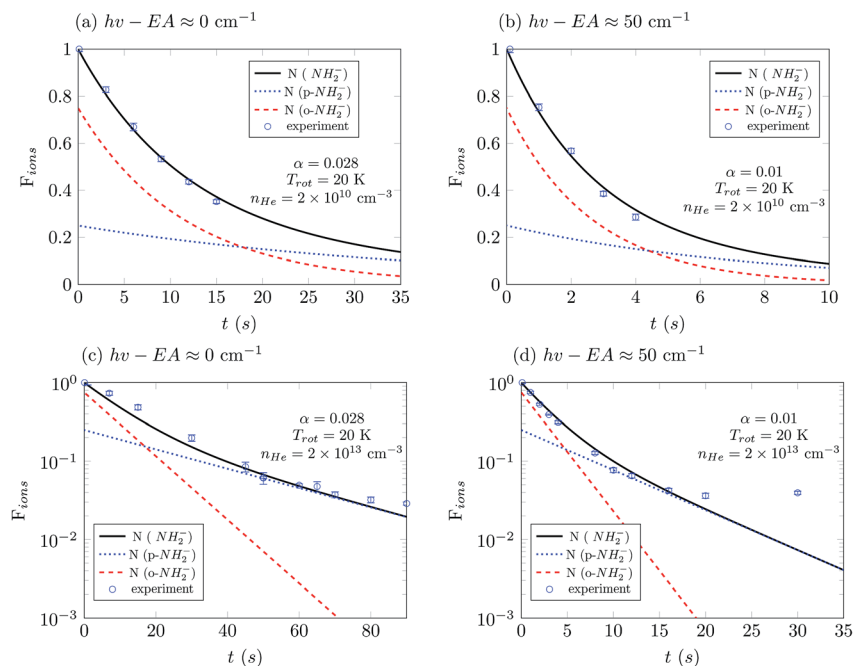 (a) hν − EA ≈ 0 cm⁻¹
1
0.8
0.6
0.4
0.2
0
F_ions
N ( NH₂⁻)
N (p-NH₂⁻)
N (o-NH₂⁻)
experiment
α = 0.028
T_rot = 20 K
n_He = 2 × 10¹⁰ cm⁻³
0 5 10 15 20 25 30 35
t (s)
(b) hν − EA ≈ 50 cm⁻¹
1
0.8
0.6
0.4
0.2
0
F_ions
N ( NH₂⁻)
N (p-NH₂⁻)
N (o-NH₂⁻)
experiment
α = 0.01
T_rot = 20 K
n_He = 2 × 10¹⁰ cm⁻³
0 2 4 6 8 10
t (s)
(c) hν − EA ≈ 0 cm⁻¹
10⁰
10⁻¹
10⁻²
10⁻³
F_ions
α = 0.028
T_rot = 20 K
n_He = 2 × 10¹³ cm⁻³
N ( NH₂⁻)
N (p-NH₂⁻)
N (o-NH₂⁻)
experiment
0 20 40 60 80
t (s)
(d) hν − EA ≈ 50 cm⁻¹
10⁰
10⁻¹
10⁻²
10⁻³
F_ions
α = 0.01
T_rot = 20 K
n_He = 2 × 10¹³ cm⁻³
N ( NH₂⁻)
N (p-NH₂⁻)
N (o-NH₂⁻)
experiment
0 5 10 15 20 25 30 35
t (s)